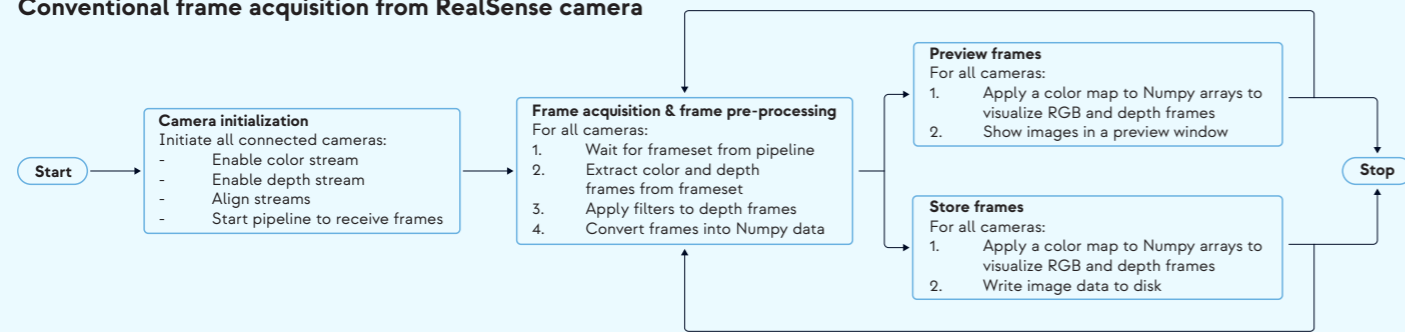 Conventional frame acquisition from RealSense camera
Start
Camera initialization
Initiate all connected cameras:
- Enable color stream
- Enable depth stream
- Align streams
- Start pipeline to receive frames
Frame acquisition & frame pre-processing
For all cameras:
1. Wait for frameset from pipeline
2. Extract color and depth
frames from frameset
3. Apply filters to depth frames
4. Convert frames into Numpy data
Preview frames
For all cameras:
1. Apply a color map to Numpy arrays to
visualize RGB and depth frames
2. Show images in a preview window
Store frames
For all cameras:
1. Apply a color map to Numpy arrays to
visualize RGB and depth frames
2. Write image data to disk
Stop